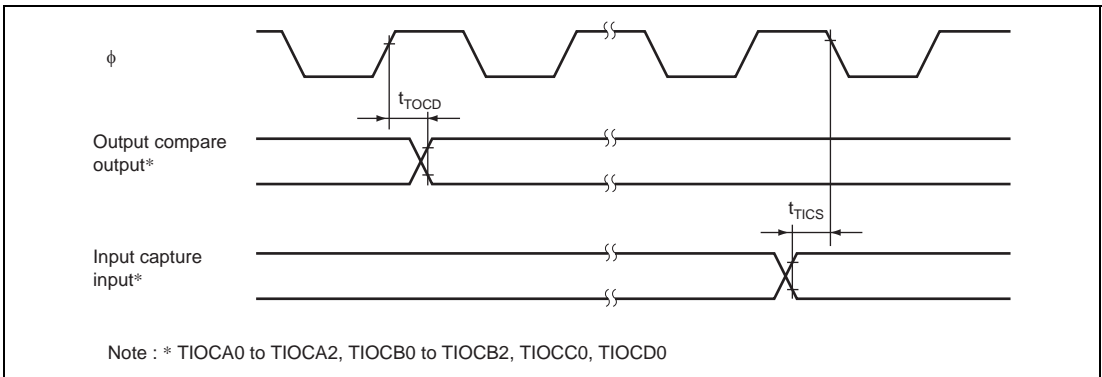 ϕ
tTOCD
Output compare
output*
tTICS
Input capture
input*
Note : * TIOCA0 to TIOCA2, TIOCB0 to TIOCB2, TIOCC0, TIOCD0